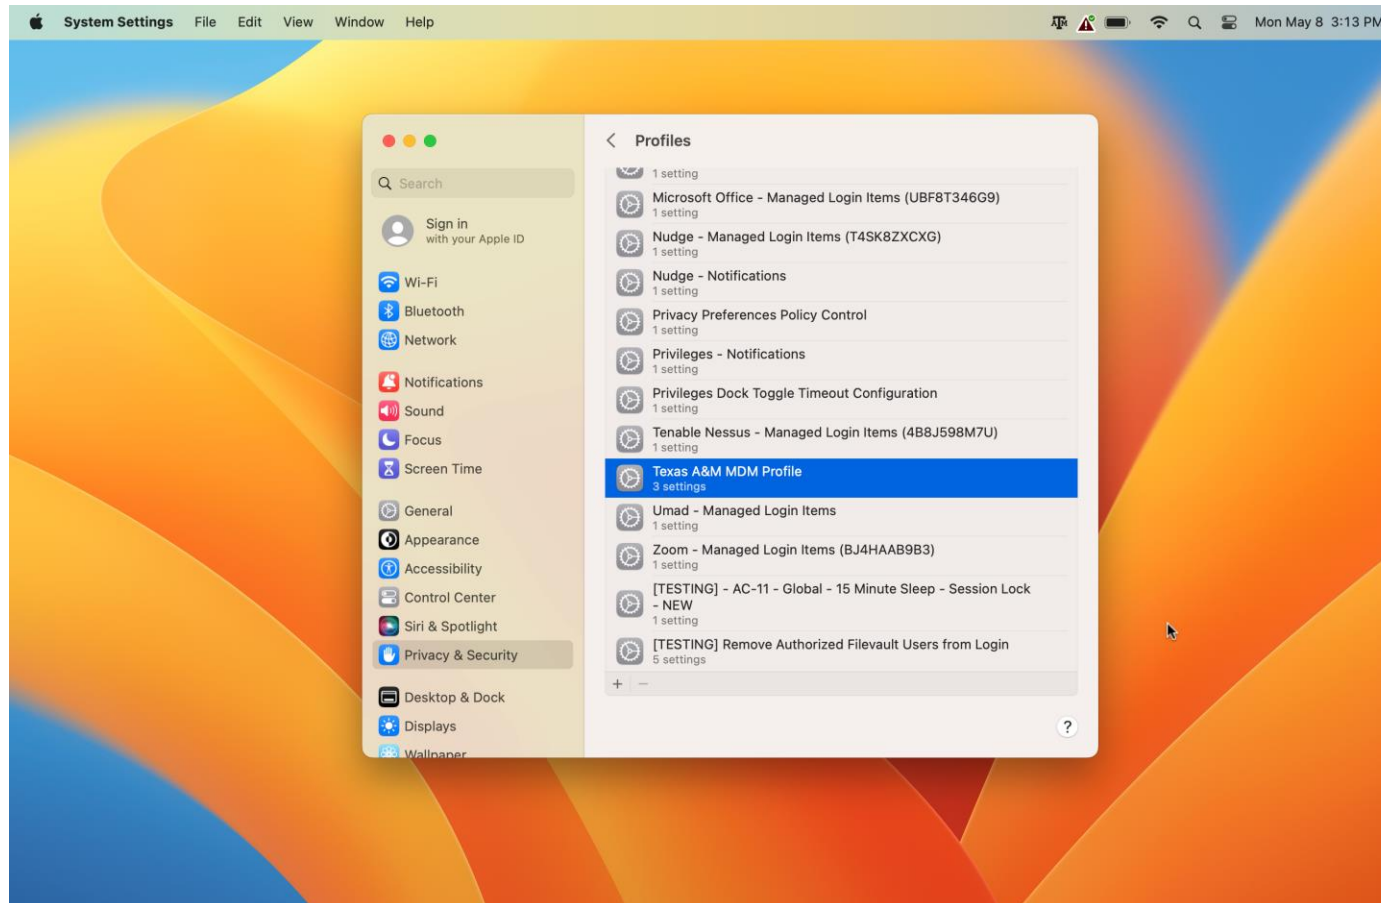 System Settings File Edit View Window Help
Mon May 8 3:13 PM
Profiles
Search
Sign in
with your Apple ID
Wi-Fi
Bluetooth
Network
Notifications
Sound
Focus
Screen Time
General
Appearance
Accessibility
Control Center
Siri & Spotlight
Privacy & Security
Desktop & Dock
Displays
Wallpaper
1 setting
Microsoft Office - Managed Login Items (UBF8T346G9)
1 setting
Nudge - Managed Login Items (T4SK8ZXCXG)
1 setting
Nudge - Notifications
1 setting
Privacy Preferences Policy Control
1 setting
Privileges - Notifications
1 setting
Privileges Dock Toggle Timeout Configuration
1 setting
Tenable Nessus - Managed Login Items (4B8J598M7U)
1 setting
Texas A&M MDM Profile
3 settings
Umad - Managed Login Items
1 setting
Zoom - Managed Login Items (BJ4HAAB9B3)
1 setting
[TESTING] - AC-11 - Global - 15 Minute Sleep - Session Lock
- NEW
1 setting
[TESTING] Remove Authorized Filevault Users from Login
5 settings
+ -
?